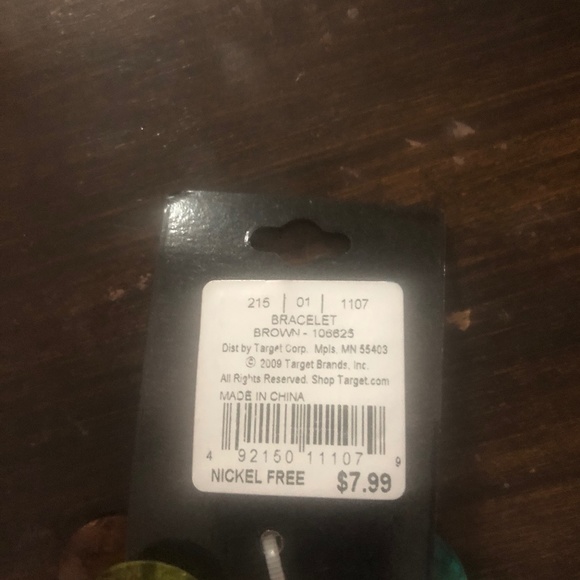 215 | 01 | 1107
BRACELET
BROWN - 106625
Dist by Target Corp. Mpls, MN 55403
© 2009 Target Brands, Inc.
All Rights Reserved. Shop Target.com
MADE IN CHINA
4 92150 11107 9
NICKEL FREE $7.99